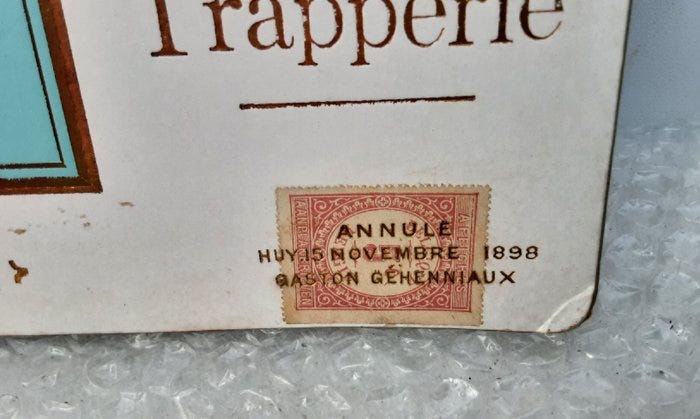 Trapperie
ANNULÉ
HUY.15 NOVEMBRE 1898
GASTON GÉHENNIAUX